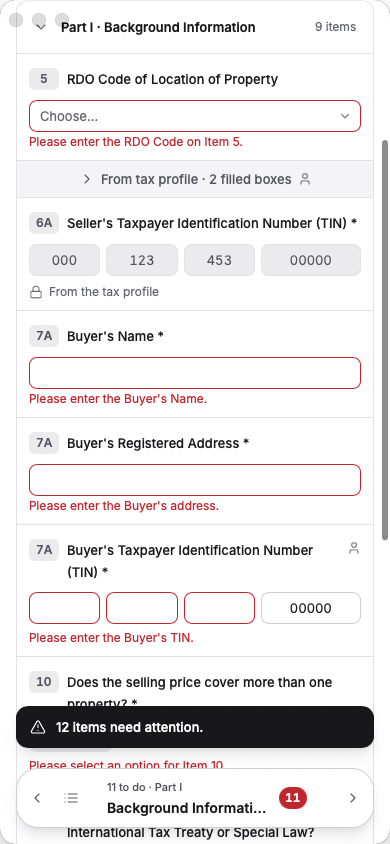 Part I · Background Information
9 items
5 RDO Code of Location of Property
Choose...
Please enter the RDO Code on Item 5.
From tax profile · 2 filled boxes
6A Seller's Taxpayer Identification Number (TIN) *
000 123 453 00000
From the tax profile
7A Buyer's Name *
Please enter the Buyer's Name.
7A Buyer's Registered Address *
Please enter the Buyer's address.
7A Buyer's Taxpayer Identification Number
(TIN) *
00000
Please enter the Buyer's TIN.
10 Does the selling price cover more than one
property? *
12 items need attention.
Please select an option for Item 10.
11 to do · Part I
Background Informati...
11
International Tax Treaty or Special Law?